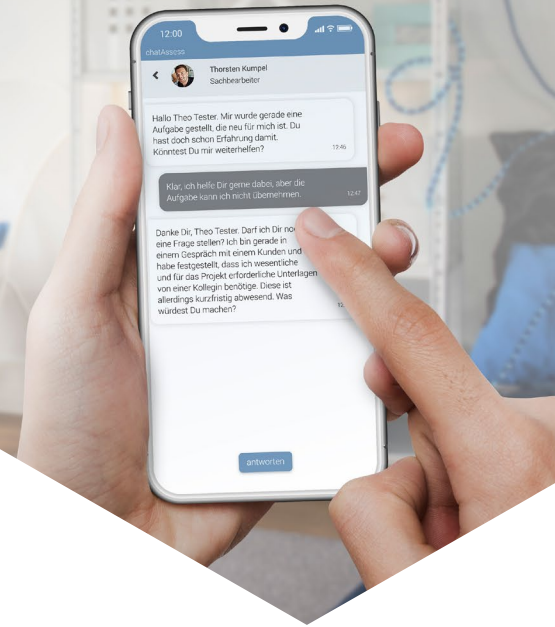 12:00
chatAssess
Thorsten Kumpel
Sachbearbeiter
Hallo Theo Tester. Mir wurde gerade eine
Aufgabe gestellt, die neu für mich ist. Du
hast doch schon Erfahrung damit.
Könntest Du mir weiterhelfen?
12:46
Klar, ich helfe Dir gerne dabei, aber die
Aufgabe kann ich nicht übernehmen.
12:47
Danke Dir, Theo Tester. Darf ich Dir
eine Frage stellen? Ich bin gerade in
einem Gespräch mit einem Kunden und
habe festgestellt, dass ich wesentliche
und für das Projekt erforderliche Unterlagen
von einer Kollegin benötige. Diese ist
allerdings kurzfristig abwesend. Was
würdest Du machen?
antworten